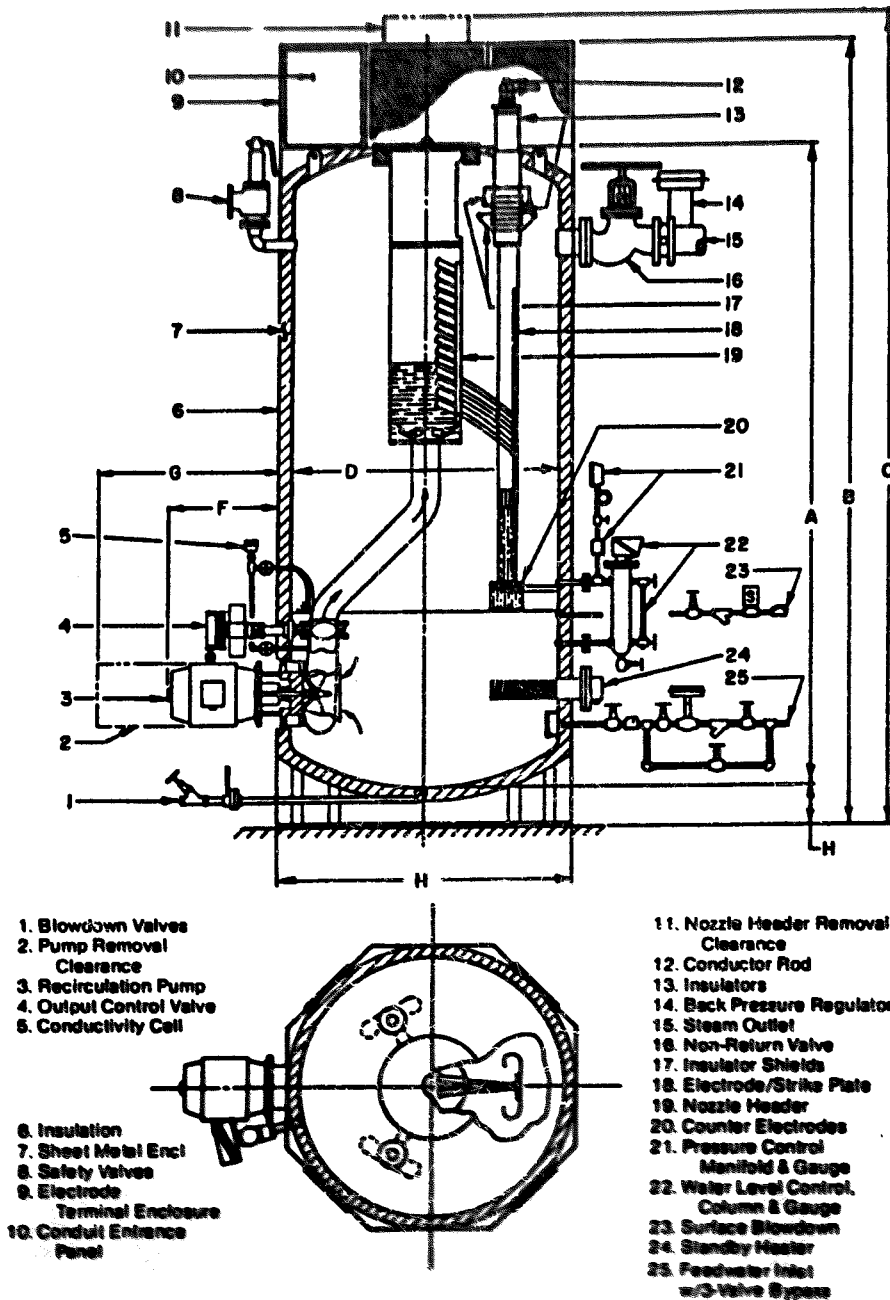 11
10
9
8
7
6
G
F
5
4
3
2
1
D
H
12
13
14
15
16
17
18
19
20
21
22
23
24
25
A
B
C
H
1. Blowdown Valves
2. Pump Removal
Clearance
3. Recirculation Pump
4. Output Control Valve
5. Conductivity Cell
6. Insulation
7. Sheet Metal Encl
8. Safety Valves
9. Electrode
Terminal Enclosure
10. Conduit Entrance
Panel
11. Nozzle Header Removal
Clearance
12. Conductor Rod
13. Insulators
14. Back Pressure Regulator
15. Steam Outlet
16. Non-Return Valve
17. Insulator Shields
18. Electrode/Strike Plate
19. Nozzle Header
20. Counter Electrodes
21. Pressure Control
Manifold & Gauge
22. Water Level Control,
Column & Gauge
23. Surface Blowdown
24. Standby Heater
25. Feedwater Inlet
w/3-Valve Bypass
S